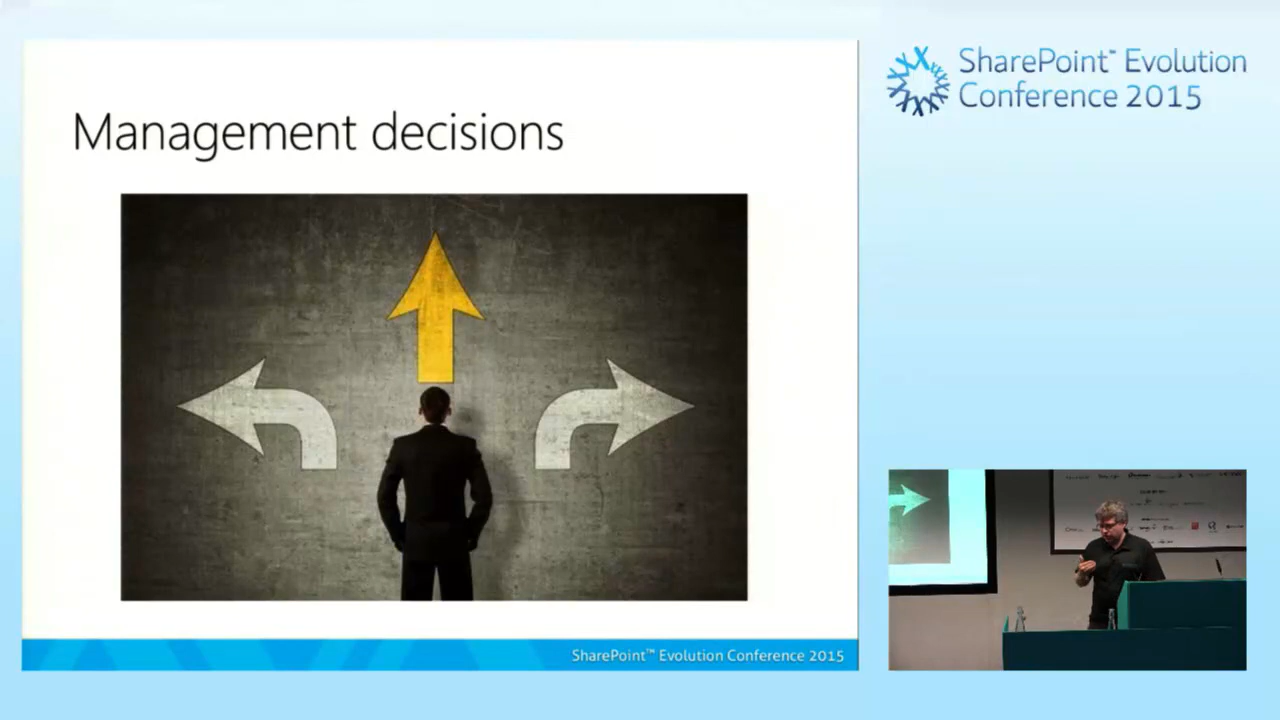 Management decisions
SharePoint™ Evolution Conference 2015
SharePoint™ Evolution
Conference 2015